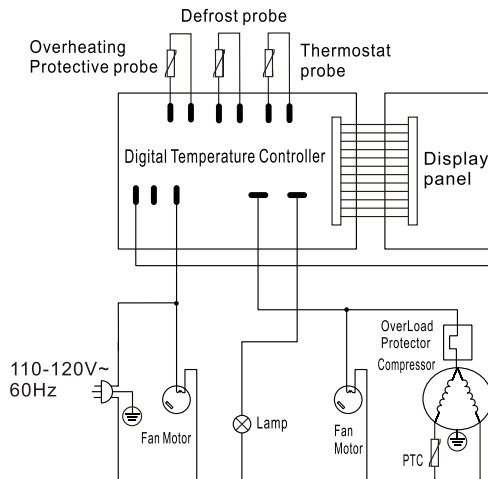 Defrost probe
Overheating
Protective probe
Thermostat
probe
Digital Temperature Controller
Display
panel
OverLoad
Protector
Compressor
110-120V~
60Hz
Fan Motor
Lamp
Fan
Motor
PTC